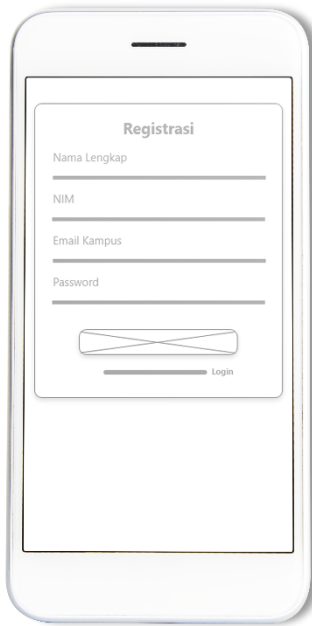 Registrasi
Nama Lengkap
NIM
Email Kampus
Password
Login